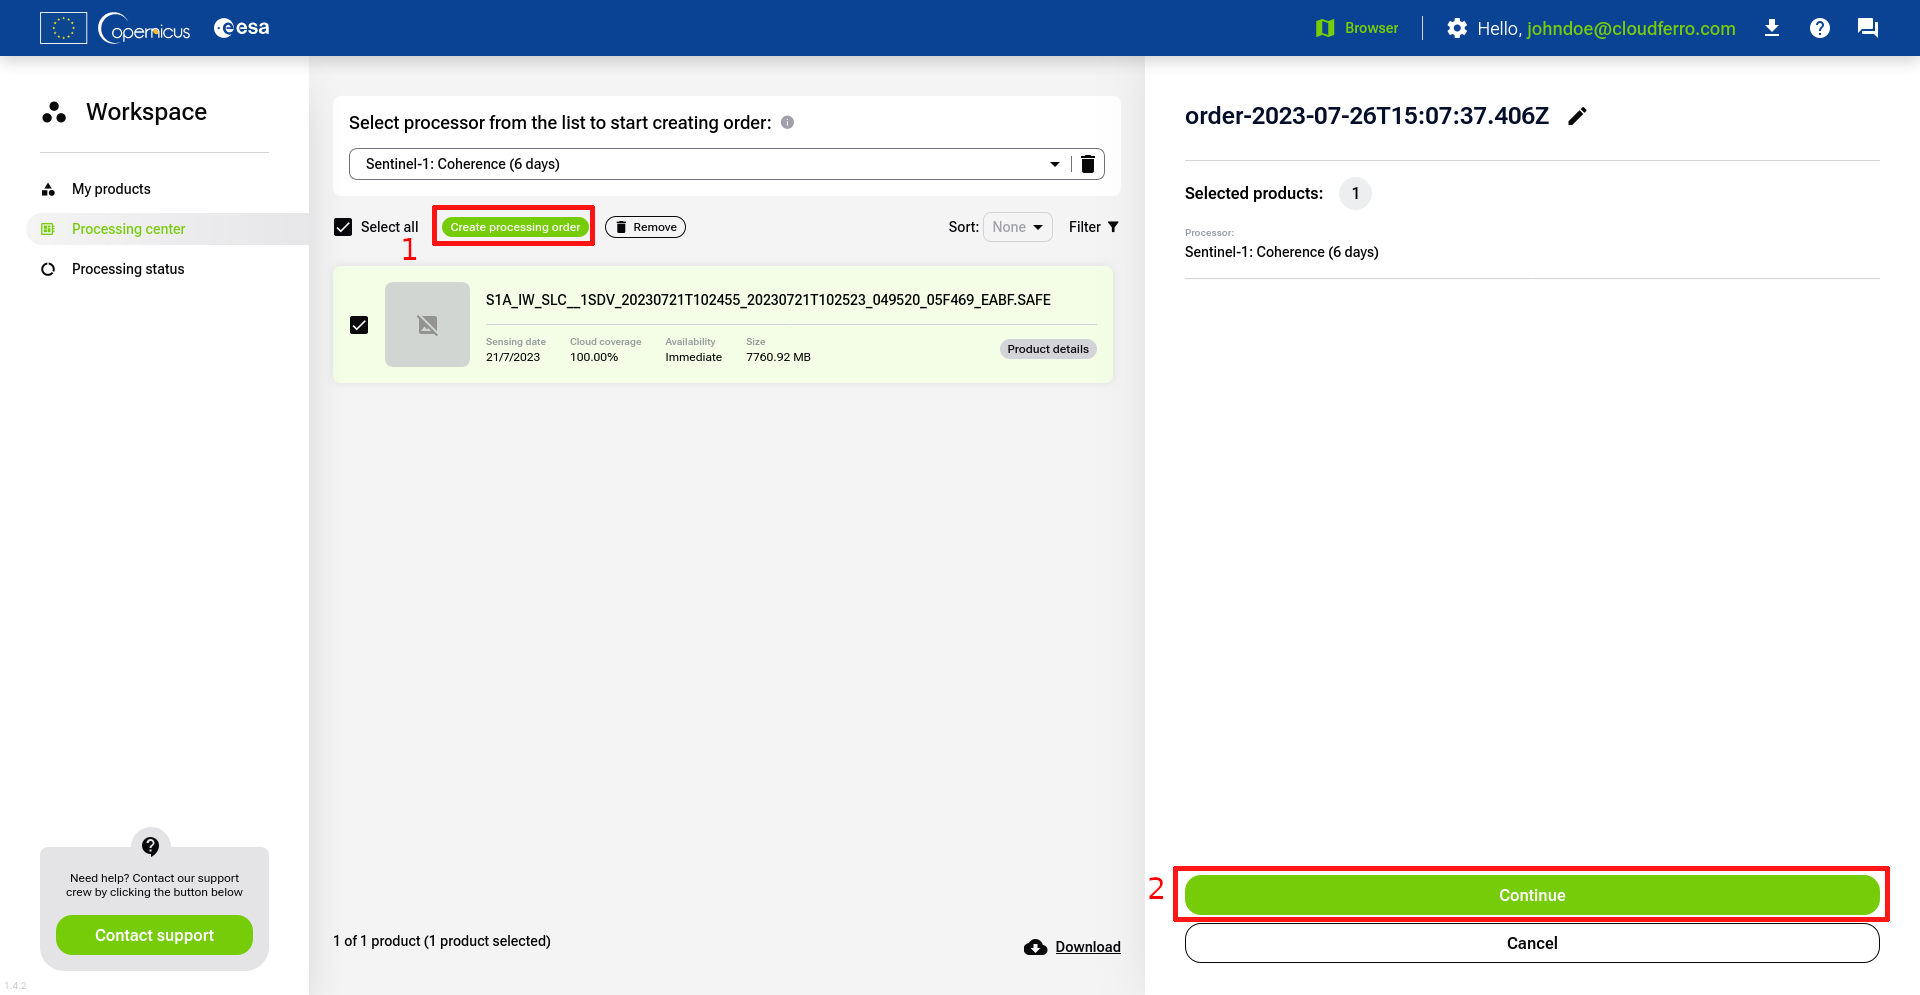 opernicus
esa
Browser
Hello, johndoe@cloudferro.com
Workspace
My products
Processing center
Processing status
Need help? Contact our support
crew by clicking the button below
Contact support
1.4.2
Select processor from the list to start creating order:
Sentinel-1: Coherence (6 days)
Select all
Create processing order
Remove
Sort: None
Filter
1
S1A_IW_SLC__1SDV_20230721T102455_20230721T102523_049520_05F469_EABF.SAFE
Sensing date Cloud coverage Availability Size
21/7/2023 100.00% Immediate 7760.92 MB
Product details
1 of 1 product (1 product selected)
Download
order-2023-07-26T15:07:37.406Z
Selected products: 1
Processor:
Sentinel-1: Coherence (6 days)
2
Continue
Cancel